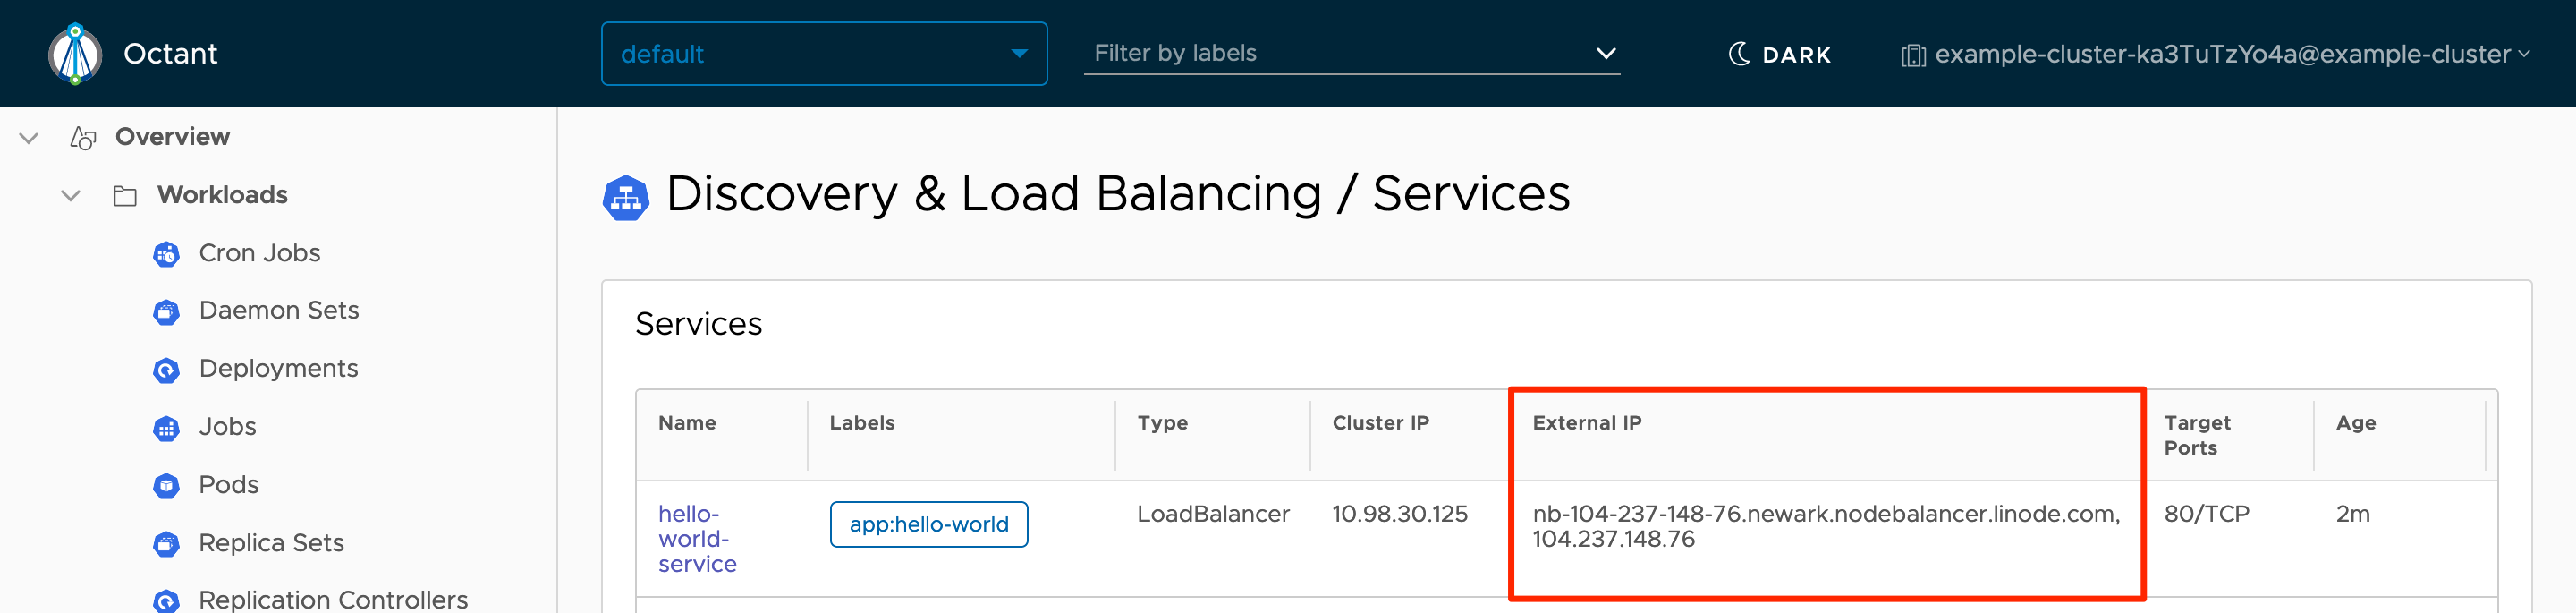 Octant
default
Filter by labels
DARK
example-cluster-ka3TuTzYo4a@example-cluster
Overview
Workloads
Cron Jobs
Daemon Sets
Deployments
Jobs
Pods
Replica Sets
Replication Controllers
Discovery & Load Balancing / Services
Services
Name Labels Type Cluster IP External IP Target Ports Age
hello-world-service app:hello-world LoadBalancer 10.98.30.125 nb-104-237-148-76.newark.nodebalancer.linode.com, 104.237.148.76 80/TCP 2m